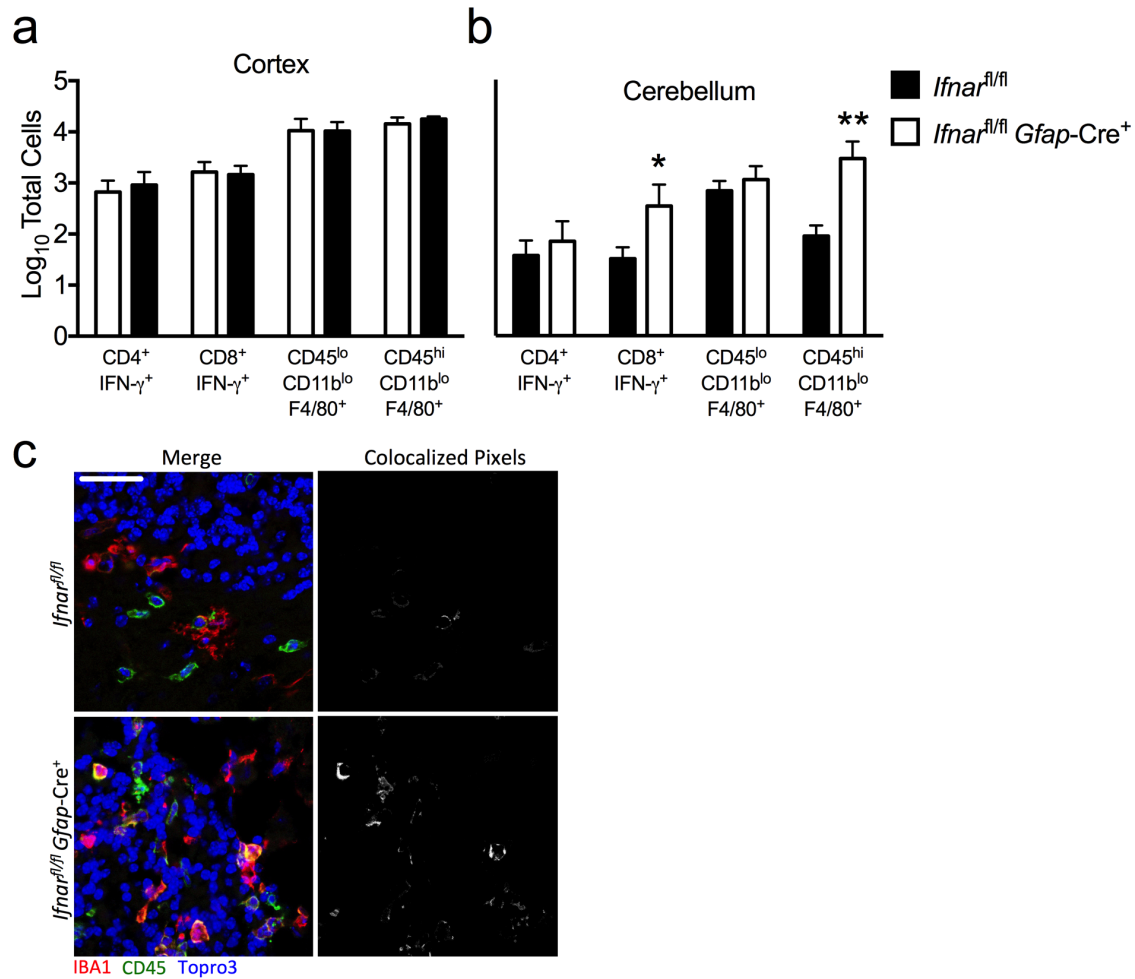 a
Cortex
Log10 Total Cells
5
4
3
2
1
0
CD4+
IFN-γ+
CD8+
IFN-γ+
CD45lo
CD11blo
F4/80+
CD45hi
CD11blo
F4/80+
b
Cerebellum
*
**
CD4+
IFN-γ+
CD8+
IFN-γ+
CD45lo
CD11blo
F4/80+
CD45hi
CD11blo
F4/80+
Ifnarfl/fl
Ifnarfl/fl Gfap-Cre+
c
Merge
Colocalized Pixels
Ifnarfl/fl
Ifnarfl/fl Gfap-Cre+
IBA1 CD45 Topro3